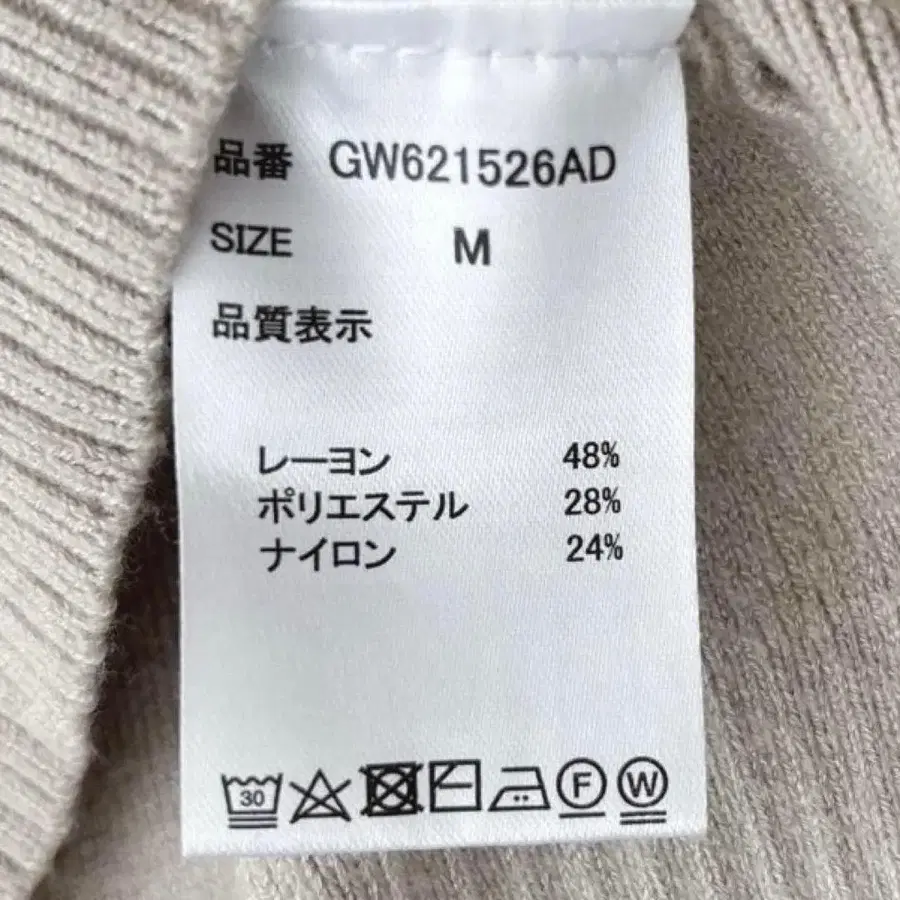 品番 GW621526AD
SIZE M
品質表示
レーヨン 48%
ポリエステル 28%
ナイロン 24%
30 F W